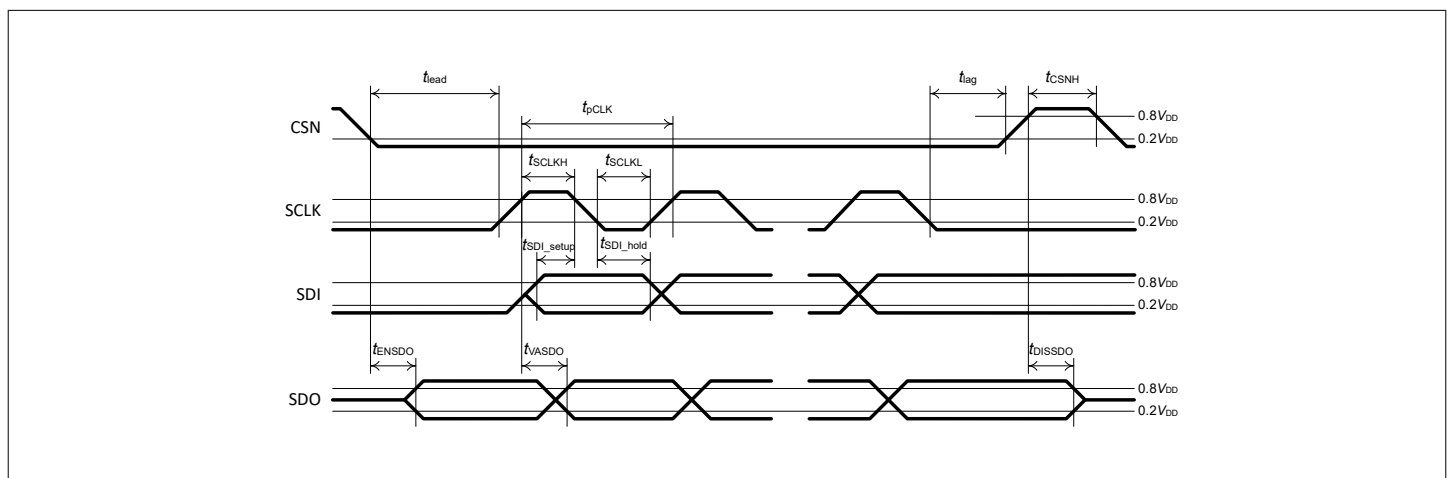 tlead
tlag
tCSNH
tpCLK
CSN
0.8VDD
0.2VDD
tSCLKH
tSCLKL
SCLK
0.8VDD
0.2VDD
tSDI_setup
tSDI_hold
SDI
0.8VDD
0.2VDD
tENSDO
tVASDO
tDISSDO
SDO
0.8VDD
0.2VDD